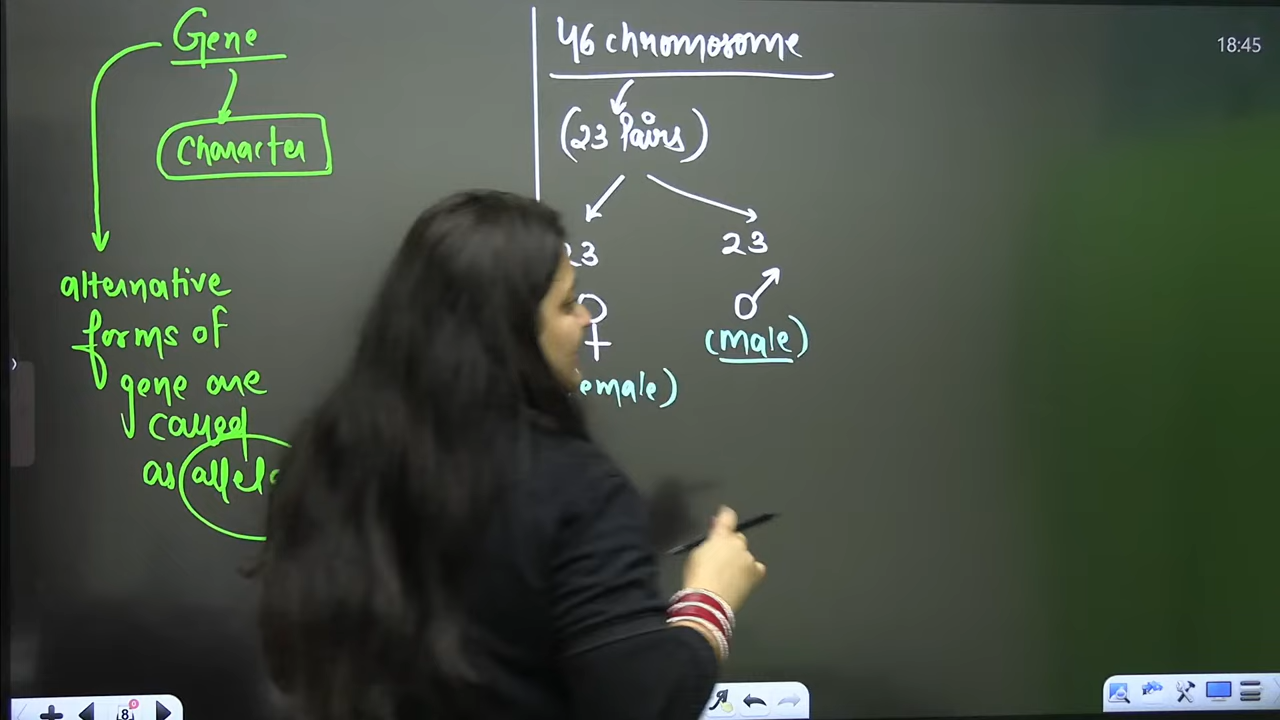 Gene
Character
alternative
forms of
gene are
called
as allele
46 chromosome
(23 Pairs)
23
23
(male)
emale)
18:45
8